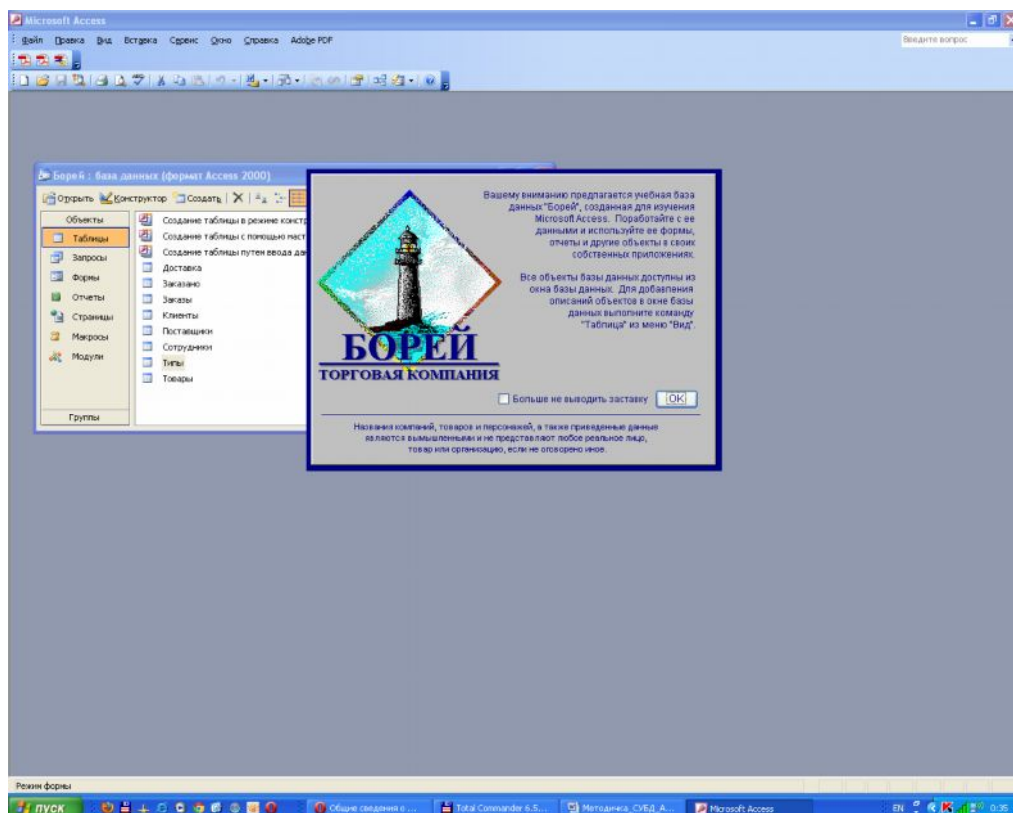 Microsoft Access
Файл Правка Вид Вставка Сервис Окно Справка Adobe PDF
Введите вопрос
Борей : база данных (формат Access 2000)
Открыть Конструктор Создать
Объекты
Таблицы
Запросы
Формы
Отчеты
Страницы
Макросы
Модули
Группы
Создание таблицы в режиме констр
Создание таблицы с помощью маст
Создание таблицы путем ввода да
Доставка
Заказано
Заказы
Клиенты
Поставщики
Сотрудники
Типы
Товары
Вашему вниманию предлагается учебная база
данных "Борей", созданная для изучения
Microsoft Access. Поработайте с ее
данными и используйте ее формы,
отчеты и другие объекты в своих
собственных приложениях.
Все объекты базы данных доступны из
окна базы данных. Для добавления
описаний объектов в окне базы
данных выполните команду
"Таблица" из меню "Вид".
БОРЕЙ
ТОРГОВАЯ КОМПАНИЯ
Больше не выводить заставку OK
Названия компаний, товаров и персонажей, а также приведенные данные
являются вымышленными и не представляют любое реальное лицо,
товар или организацию, если не оговорено иное.
Режим формы
пуск Общие сведения о ... Total Commander 6.5... Методичка_СУБД_A... Microsoft Access EN 0:35